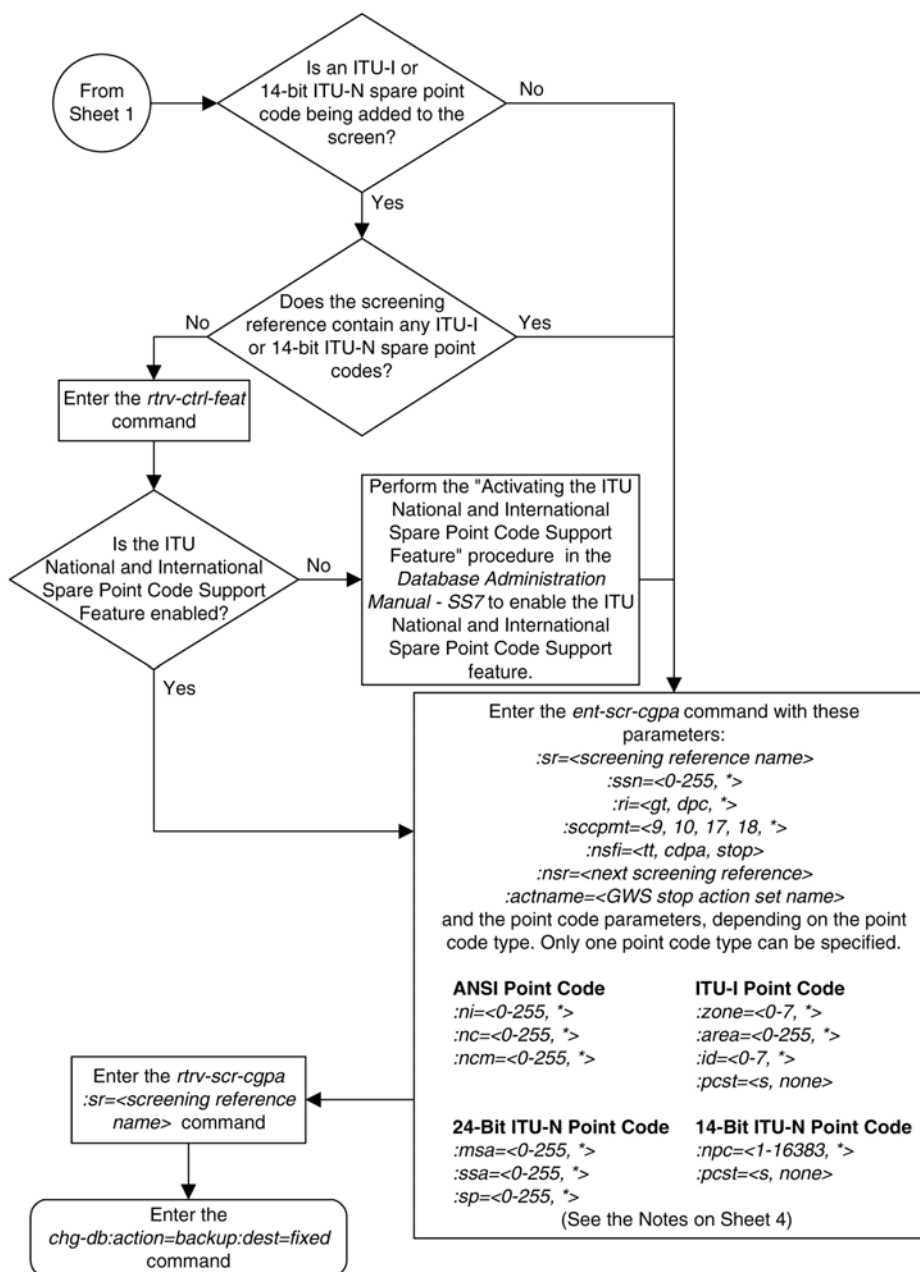 From
Sheet 1
Is an ITU-I or
14-bit ITU-N spare point
code being added to the
screen?
No
Yes
Does the screening
reference contain any ITU-I
or 14-bit ITU-N spare point
codes?
No
Yes
Enter the rtrv-ctrl-feat
command
Is the ITU
National and International
Spare Point Code Support
Feature enabled?
No
Yes
Perform the "Activating the ITU
National and International
Spare Point Code Support
Feature" procedure in the
Database Administration
Manual - SS7 to enable the ITU
National and International
Spare Point Code Support
feature.
Enter the ent-scr-cgpa command with these
parameters:
:sr=<screening reference name>
:ssn=<0-255, *>
:ri=<gt, dpc, *>
:sccpmt=<9, 10, 17, 18, *>
:nsfi=<tt, cdpa, stop>
:nsr=<next screening reference>
:actname=<GWS stop action set name>
and the point code parameters, depending on the point
code type. Only one point code type can be specified.
ANSI Point Code
:ni=<0-255, *>
:nc=<0-255, *>
:ncm=<0-255, *>
ITU-I Point Code
:zone=<0-7, *>
:area=<0-255, *>
:id=<0-7, *>
:pcst=<s, none>
24-Bit ITU-N Point Code
:msa=<0-255, *>
:ssa=<0-255, *>
:sp=<0-255, *>
14-Bit ITU-N Point Code
:npc=<1-16383, *>
:pcst=<s, none>
(See the Notes on Sheet 4)
Enter the rtrv-scr-cgpa
:sr=<screening reference
name> command
Enter the
chg-db:action=backup:dest=fixed
command